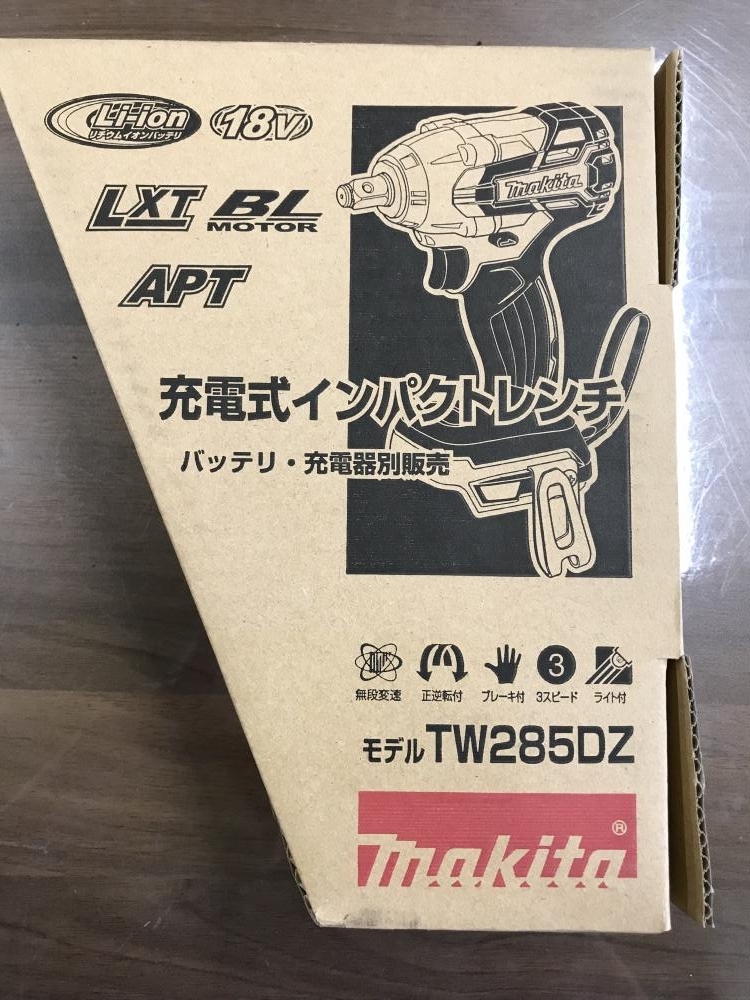 Li-ion
リチウムイオンバッテリ
18V
LXT BL
MOTOR
APT
makita
充電式インパクトレンチ
バッテリ・充電器別販売
3
無段変速 正逆転付 ブレーキ付 3スピード ライト付
モデル TW285DZ
makita®